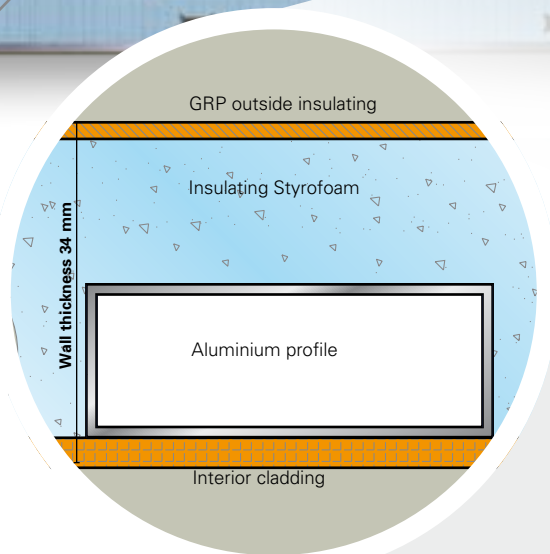 GRP outside insulating
Insulating Styrofoam
Wall thickness 34 mm
Aluminium profile
Interior cladding